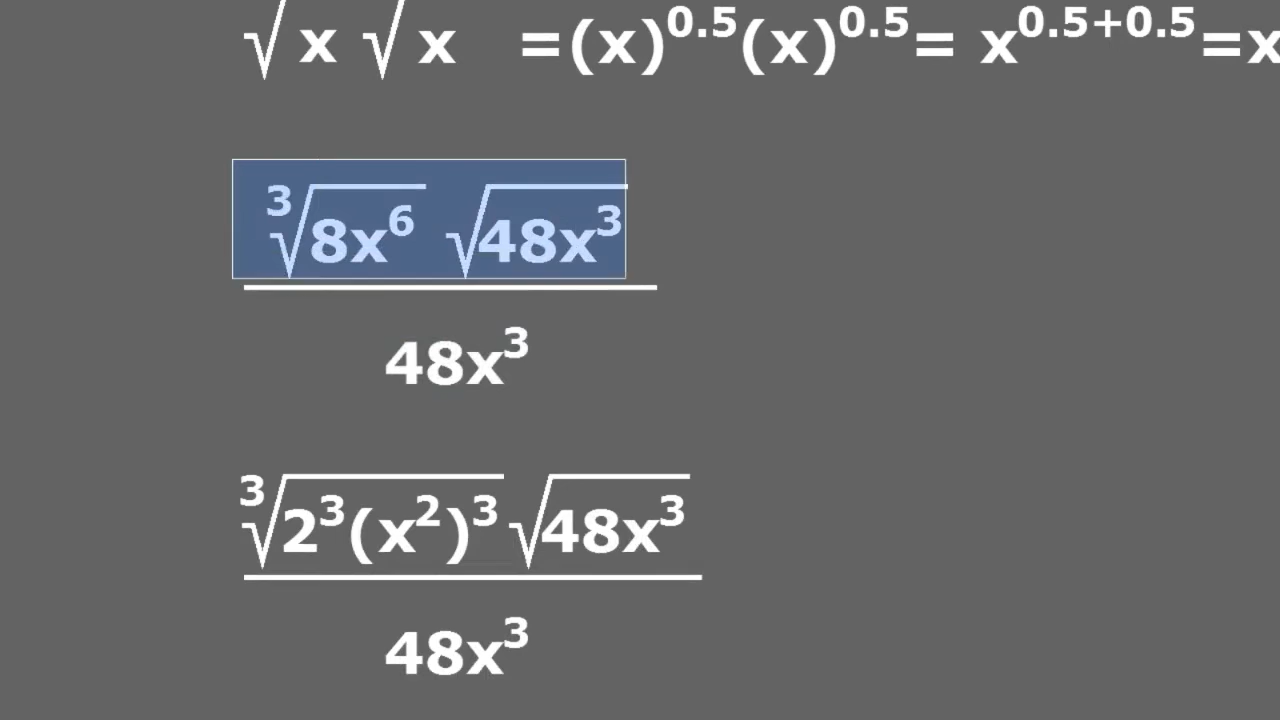 √x √x =(x)^0.5(x)^0.5= x^0.5+0.5=x
∛8x⁶ √48x³
48x³
∛2³(x²)³ √48x³
48x³